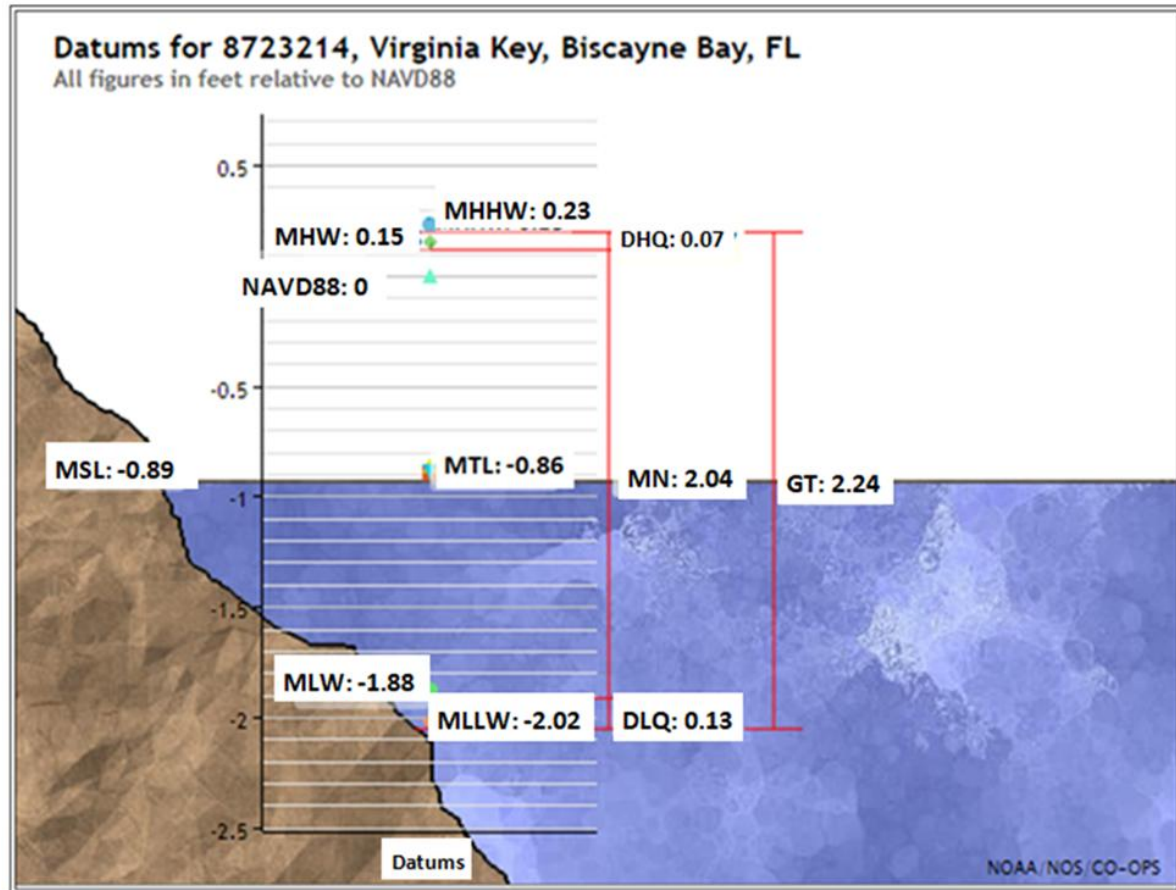 Datums for 8723214, Virginia Key, Biscayne Bay, FL
All figures in feet relative to NAVD88
0.5
MHHW: 0.23
MHW: 0.15
DHQ: 0.07
NAVD88: 0
-0.5
MSL: -0.89
MTL: -0.86
MN: 2.04
GT: 2.24
-1
-1.5
MLW: -1.88
-2
MLLW: -2.02
DLQ: 0.13
-2.5
Datums
NOAA/NOS/CO-OPS